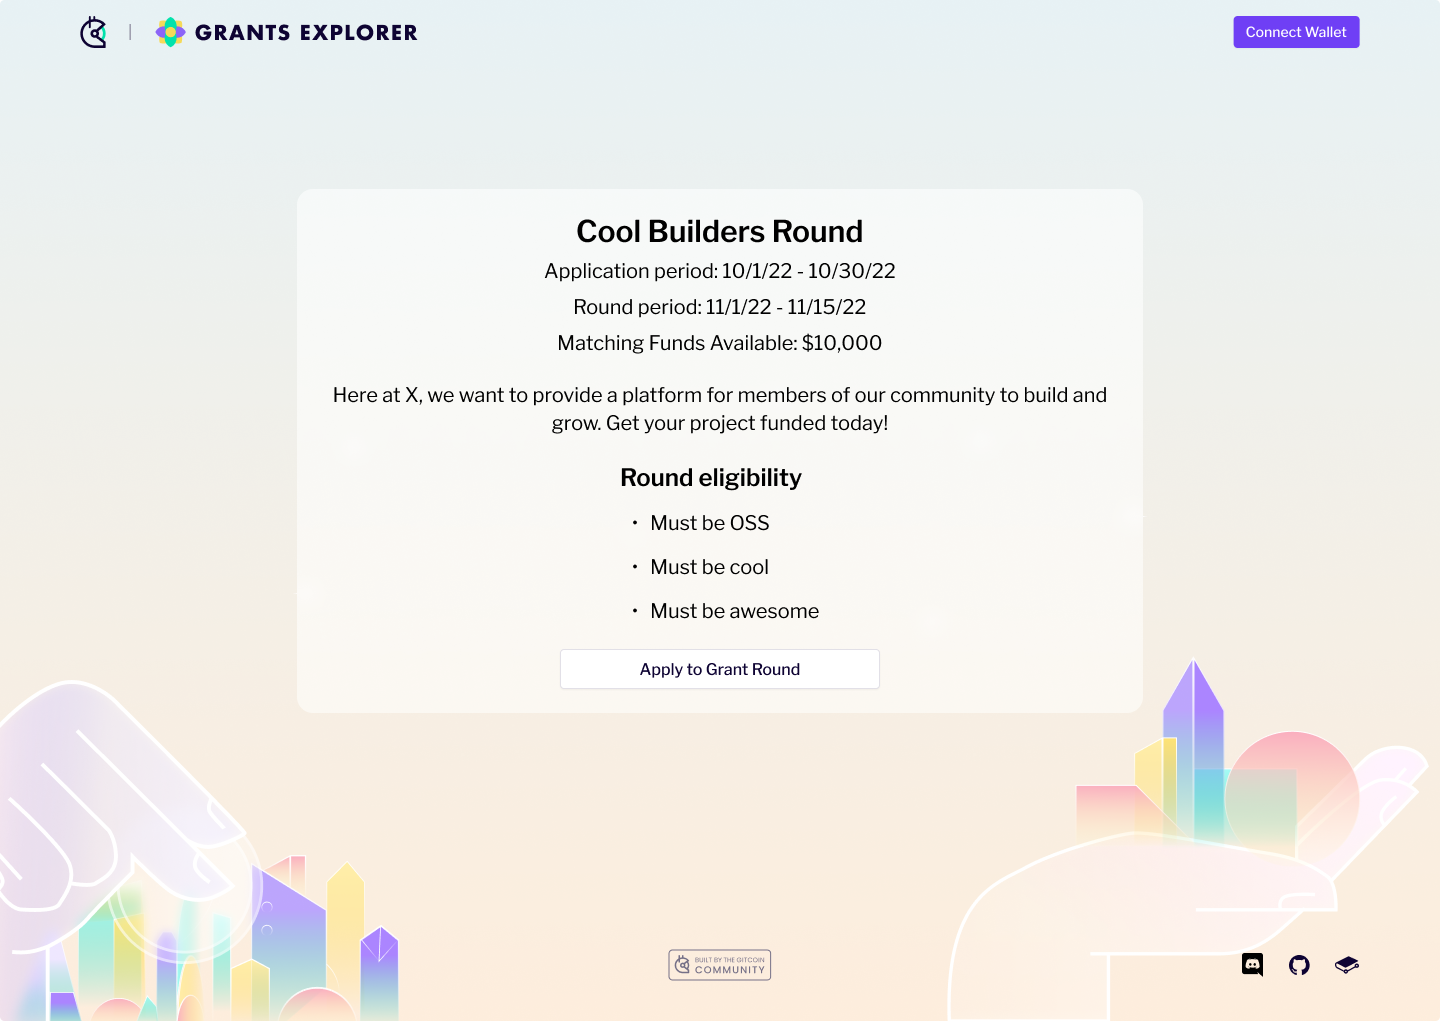 GRANTS EXPLORER
Connect Wallet
Cool Builders Round
Application period: 10/1/22 - 10/30/22
Round period: 11/1/22 - 11/15/22
Matching Funds Available: $10,000
Here at X, we want to provide a platform for members of our community to build and
grow. Get your project funded today!
Round eligibility
• Must be OSS
• Must be cool
• Must be awesome
Apply to Grant Round
BUILT BY THE GITCOIN
COMMUNITY